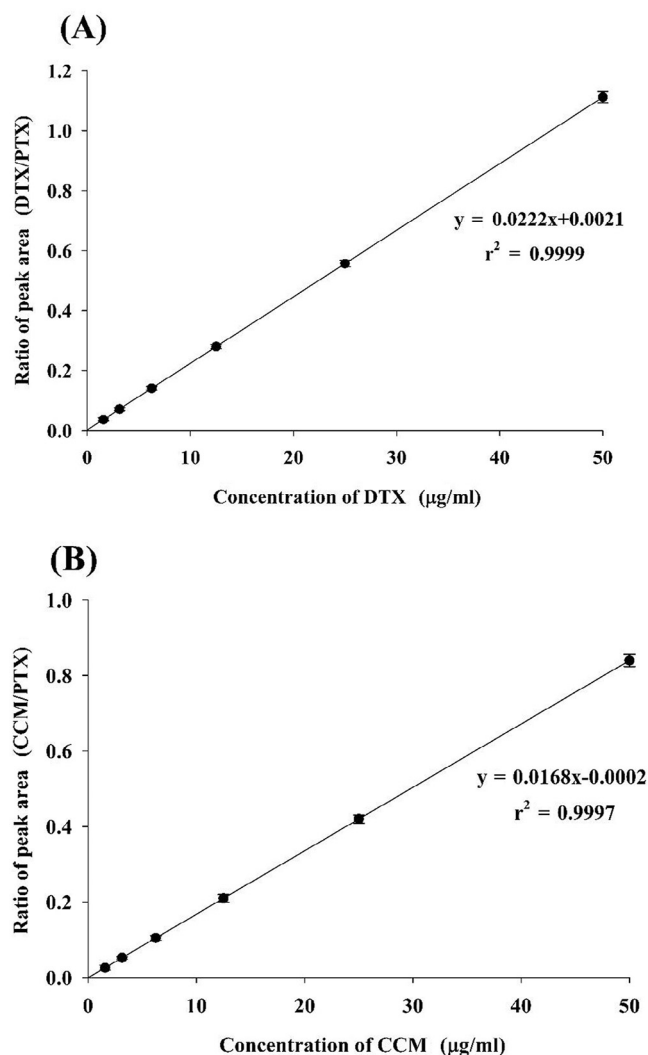 (A)
Ratio of peak area (DTX/PTX)
1.2
1.0
0.8
0.6
0.4
0.2
0.0
y = 0.0222x+0.0021
r² = 0.9999
0 10 20 30 40 50
Concentration of DTX (μg/ml)
(B)
Ratio of peak area (CCM/PTX)
1.0
0.8
0.6
0.4
0.2
0.0
y = 0.0168x-0.0002
r² = 0.9997
0 10 20 30 40 50
Concentration of CCM (μg/ml)